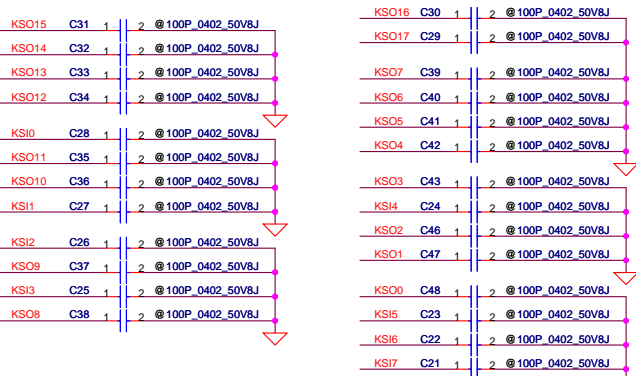 KSO15 C31 1 2 @100P_0402_50V8J
KSO14 C32 1 2 @100P_0402_50V8J
KSO13 C33 1 2 @100P_0402_50V8J
KSO12 C34 1 2 @100P_0402_50V8J
KSI0 C28 1 2 @100P_0402_50V8J
KSO11 C35 1 2 @100P_0402_50V8J
KSO10 C36 1 2 @100P_0402_50V8J
KSI1 C27 1 2 @100P_0402_50V8J
KSI2 C26 1 2 @100P_0402_50V8J
KSO9 C37 1 2 @100P_0402_50V8J
KSI3 C25 1 2 @100P_0402_50V8J
KSO8 C38 1 2 @100P_0402_50V8J
KSO16 C30 1 2 @100P_0402_50V8J
KSO17 C29 1 2 @100P_0402_50V8J
KSO7 C39 1 2 @100P_0402_50V8J
KSO6 C40 1 2 @100P_0402_50V8J
KSO5 C41 1 2 @100P_0402_50V8J
KSO4 C42 1 2 @100P_0402_50V8J
KSO3 C43 1 2 @100P_0402_50V8J
KSI4 C24 1 2 @100P_0402_50V8J
KSO2 C46 1 2 @100P_0402_50V8J
KSO1 C47 1 2 @100P_0402_50V8J
KSO0 C48 1 2 @100P_0402_50V8J
KSI5 C23 1 2 @100P_0402_50V8J
KSI6 C22 1 2 @100P_0402_50V8J
KSI7 C21 1 2 @100P_0402_50V8J